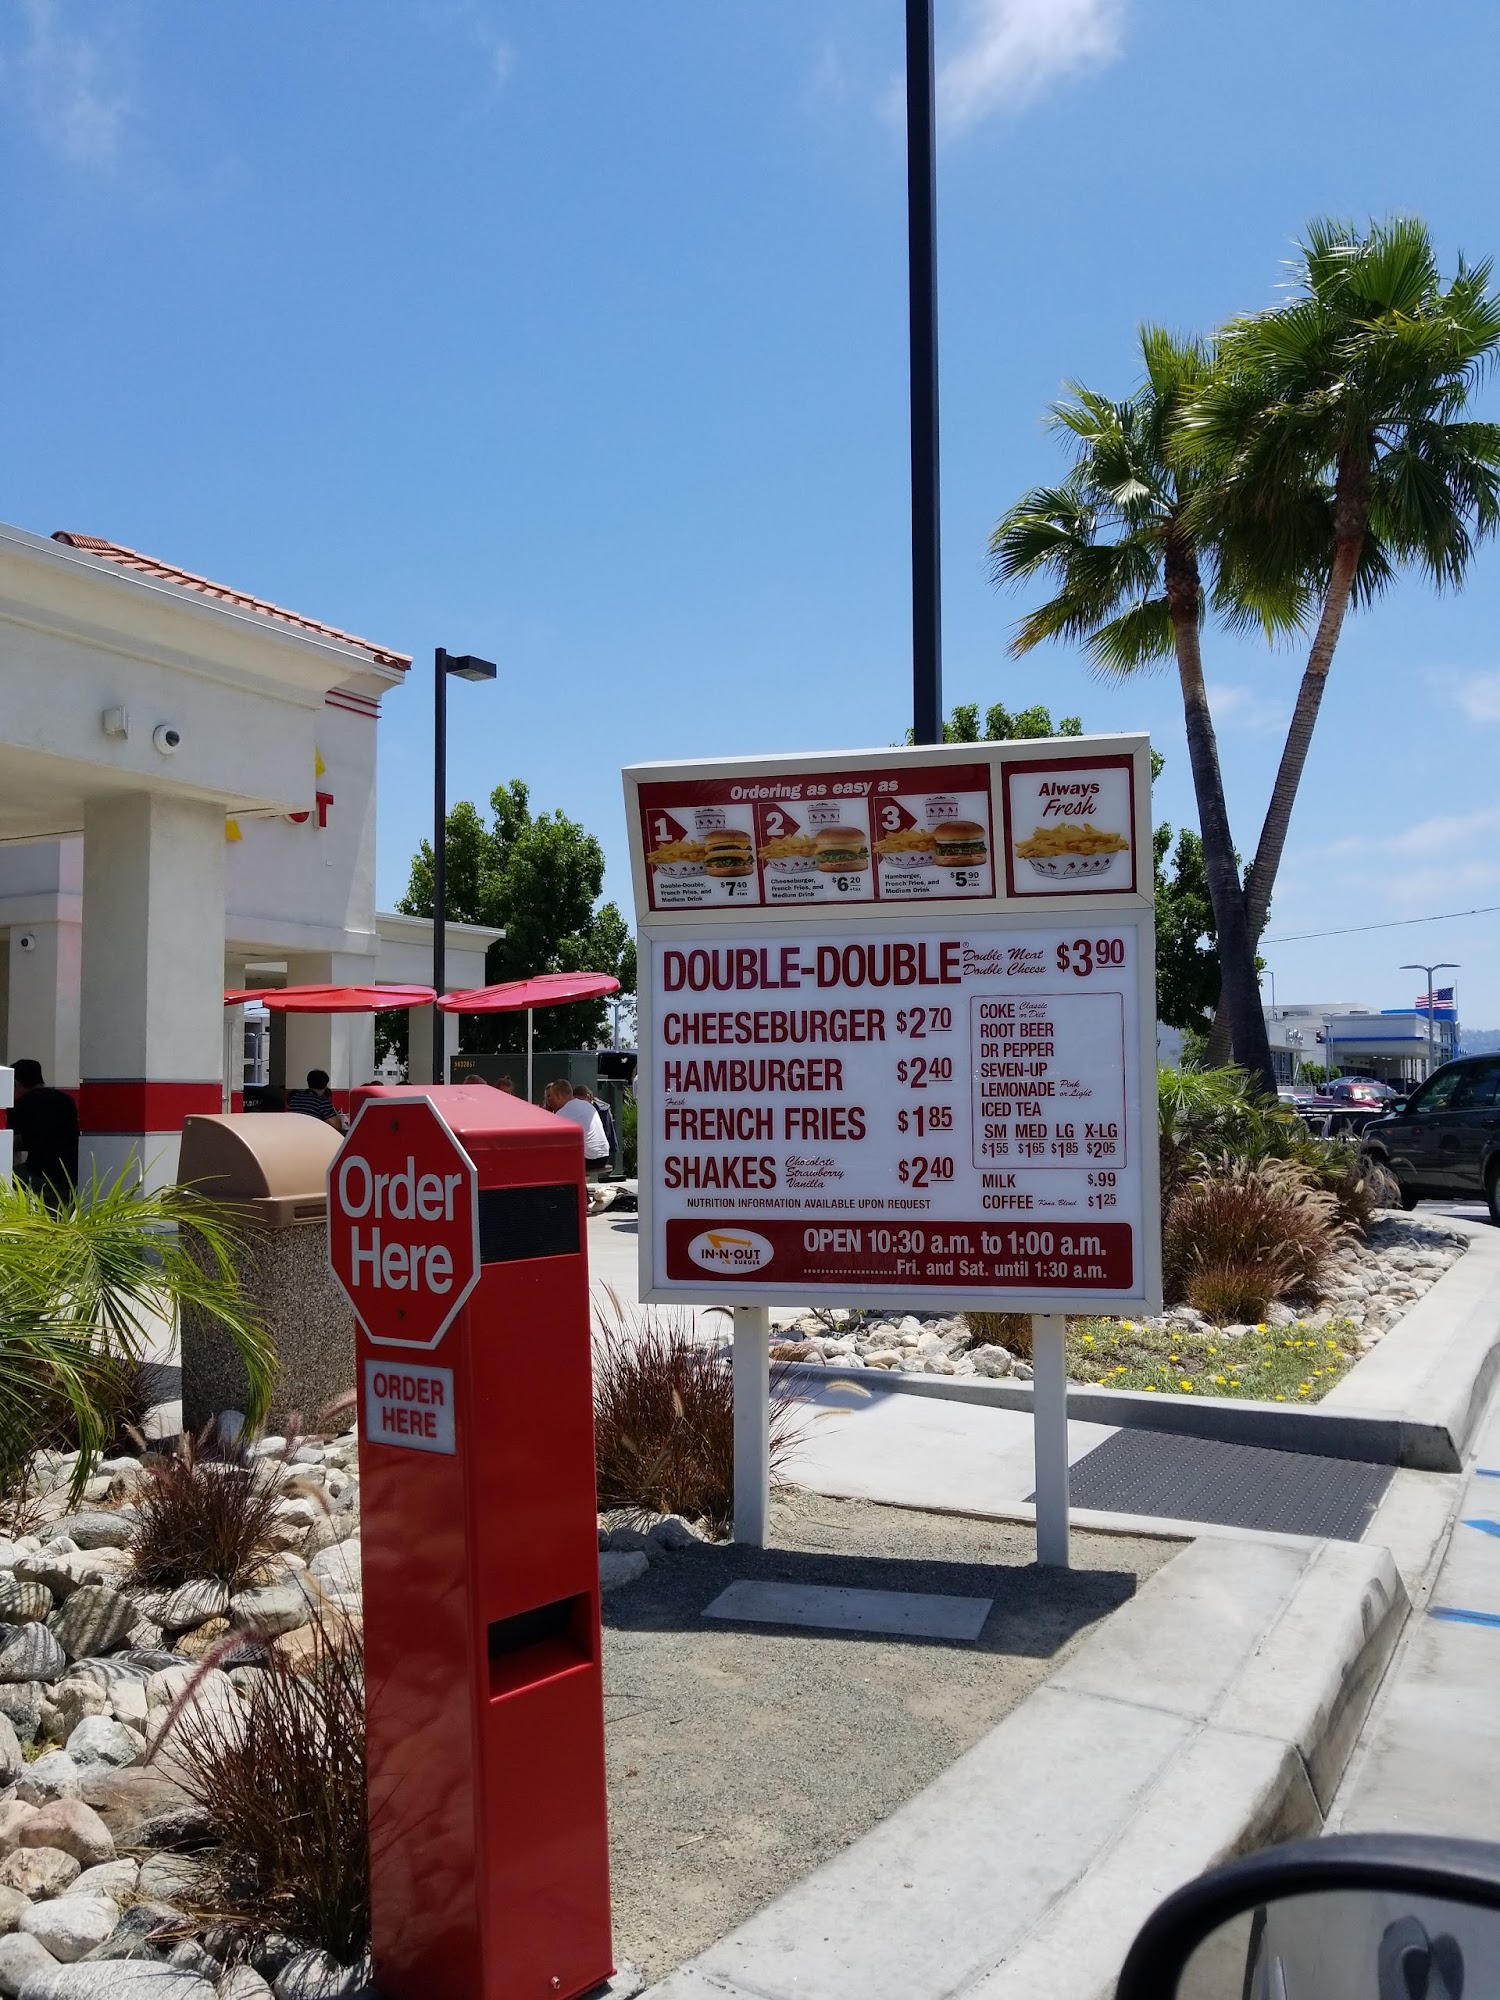 OT
Ordering as easy as
1
Double-Double,
French Fries, and
Medium Drink
$7.40
+tax
2
Cheeseburger,
French Fries, and
Medium Drink
$6.20
+tax
3
Hamburger,
French Fries, and
Medium Drink
$5.90
+tax
Always
Fresh
DOUBLE-DOUBLE® Double Meat Double Cheese $3.90
CHEESEBURGER $2.70
HAMBURGER $2.40
Fresh
FRENCH FRIES $1.85
SHAKES Chocolate Strawberry Vanilla $2.40
NUTRITION INFORMATION AVAILABLE UPON REQUEST
COKE Classic or Diet
ROOT BEER
DR PEPPER
SEVEN-UP
LEMONADE Pink or Light
ICED TEA
SM MED LG X-LG
$1.55 $1.65 $1.85 $2.05
MILK $.99
COFFEE Kona Blend $1.25
IN-N-OUT
BURGER
OPEN 10:30 a.m. to 1:00 a.m.
.....................Fri. and Sat. until 1:30 a.m.
Order
Here
ORDER
HERE